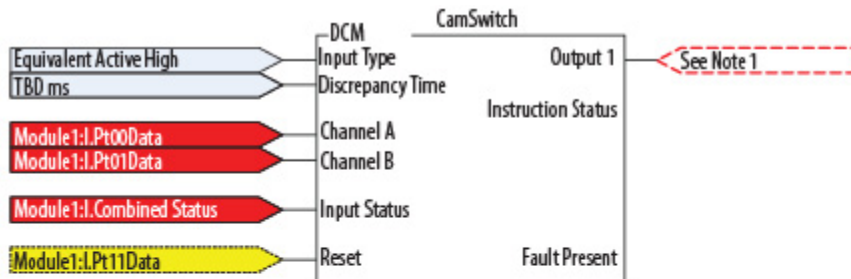 CamSwitch
DCM
Equivalent Active High
Input Type
Output 1
See Note 1
TBD ms
Discrepancy Time
Instruction Status
Module1:I.Pt00Data
Channel A
Module1:I.Pt01Data
Channel B
Module1:I.Combined Status
Input Status
Module1:I.Pt11Data
Reset
Fault Present